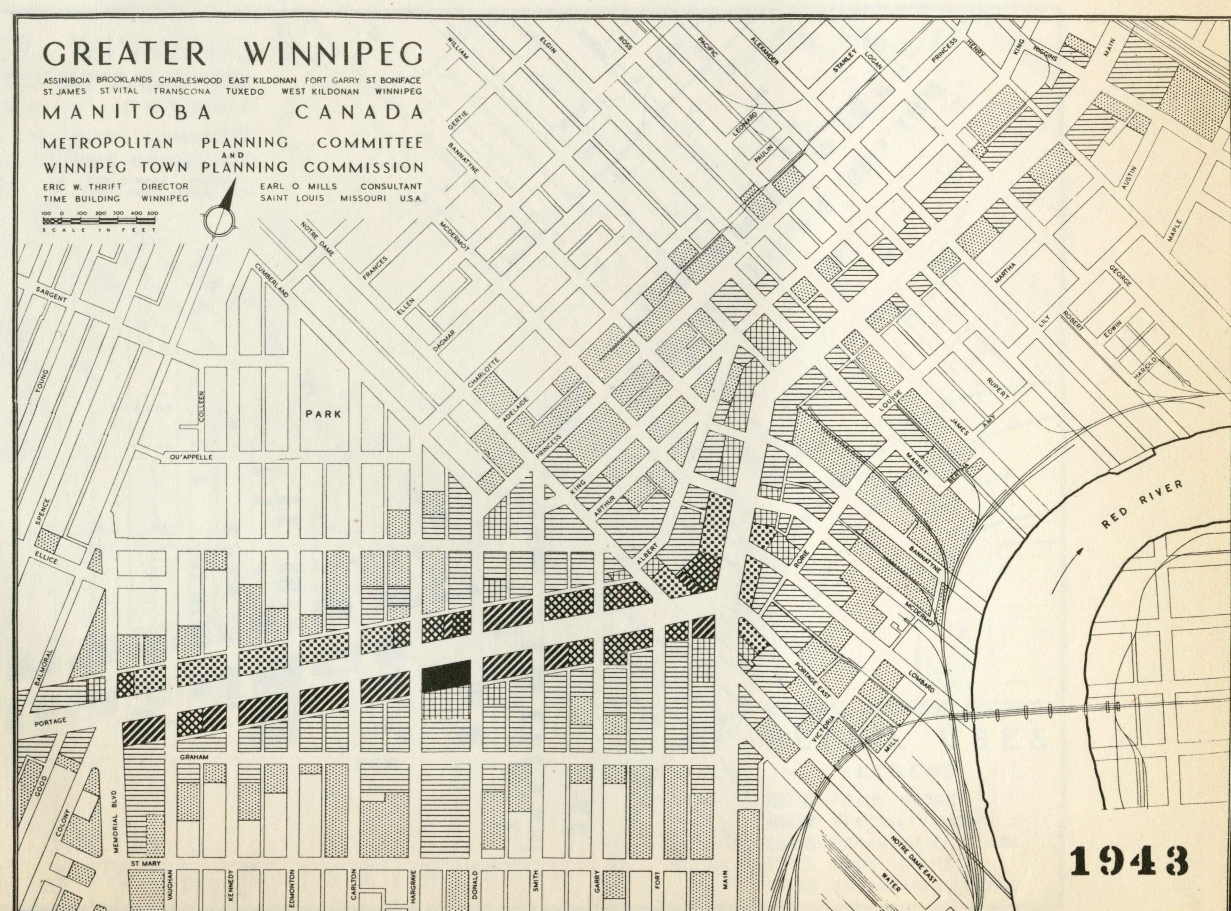 GREATER WINNIPEG
ASSINIBOIA BROOKLANDS CHARLESWOOD EAST KILDONAN FORT GARRY ST BONIFACE
ST. JAMES ST VITAL TRANSCONA TUXEDO WEST KILDONAN WINNIPEG
MANITOBA CANADA
METROPOLITAN PLANNING COMMITTEE
AND
WINNIPEG TOWN PLANNING COMMISSION
ERIC W. THRIFT DIRECTOR
TIME BUILDING WINNIPEG
EARL O. MILLS CONSULTANT
SAINT LOUIS MISSOURI U.S.A.
100 0 100 200 300 400 500
SCALE IN FEET
WILLIAM
ELGIN
ROSS
PACIFIC
ALEXANDER
STANLEY
LOGAN
PRINCESS
HENRY
KING
HIGGINS
MAIN
GERTIE
BANNATYNE
LEONARD
PAULIN
AUSTIN
MAPLE
NOTRE DAME
CUMBERLAND
FRANCES
MCDERMOT
ELLEN
DAGMAR
MARTHA
GEORGE
LILY
ROBERT
EDWIN
HAROLD
SARGENT
YOUNG
COLLEEN
PARK
CHARLOTTE
ADELAIDE
PRINCESS
KING
ARTHUR
ALBERT
RUPERT
LOUISE
JAMES
AMY
MARKET
BERTHA
QU'APPELLE
SPENCE
ELLICE
RED RIVER
BANNATYNE
RORIE
MCDERMOT
BALMORAL
PORTAGE
PORTAGE EAST
LOMBARD
VICTORIA
MILL
GRAHAM
GOOD
COLONY
MEMORIAL BLVD
ST MARY
VAUGHAN
KENNEDY
EDMONTON
CARLTON
HARGRAVE
DONALD
SMITH
GARRY
FORT
MAIN
NOTRE DAME EAST
WATER
1943